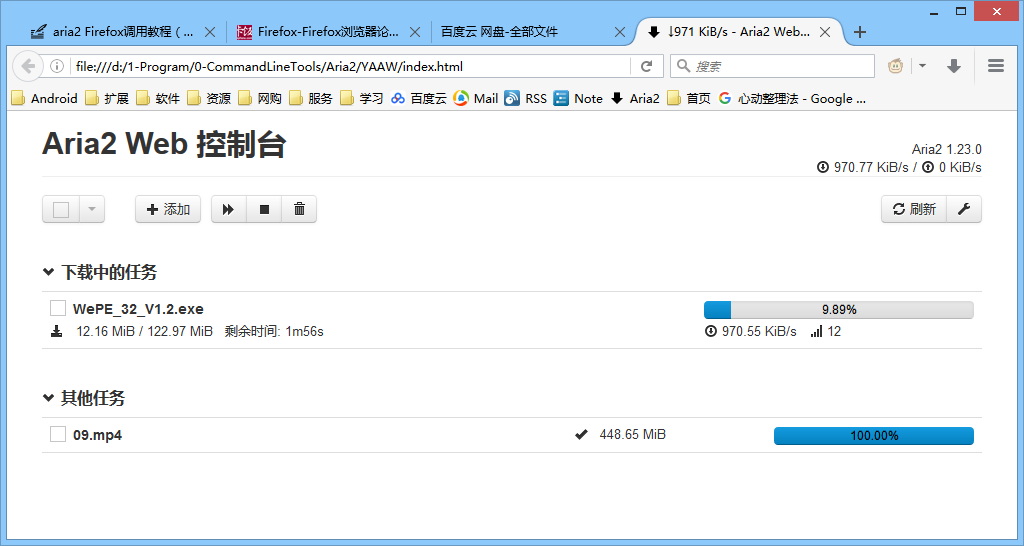 aria2 Firefox调用教程 ( ...
Firefox-Firefox浏览器论...
百度云 网盘-全部文件
↓971 KiB/s - Aria2 Web...
file:///d:/1-Program/0-CommandLineTools/Aria2/YAAW/index.html
搜索
Android 扩展 软件 资源 网购 服务 学习 百度云 Mail RSS Note Aria2 首页 心动整理法 - Google ...
Aria2 Web 控制台
Aria2 1.23.0
970.77 KiB/s / 0 KiB/s
添加
刷新
下载中的任务
WePE_32_V1.2.exe
9.89%
12.16 MiB / 122.97 MiB 剩余时间: 1m56s
970.55 KiB/s 12
其他任务
09.mp4 448.65 MiB 100.00%